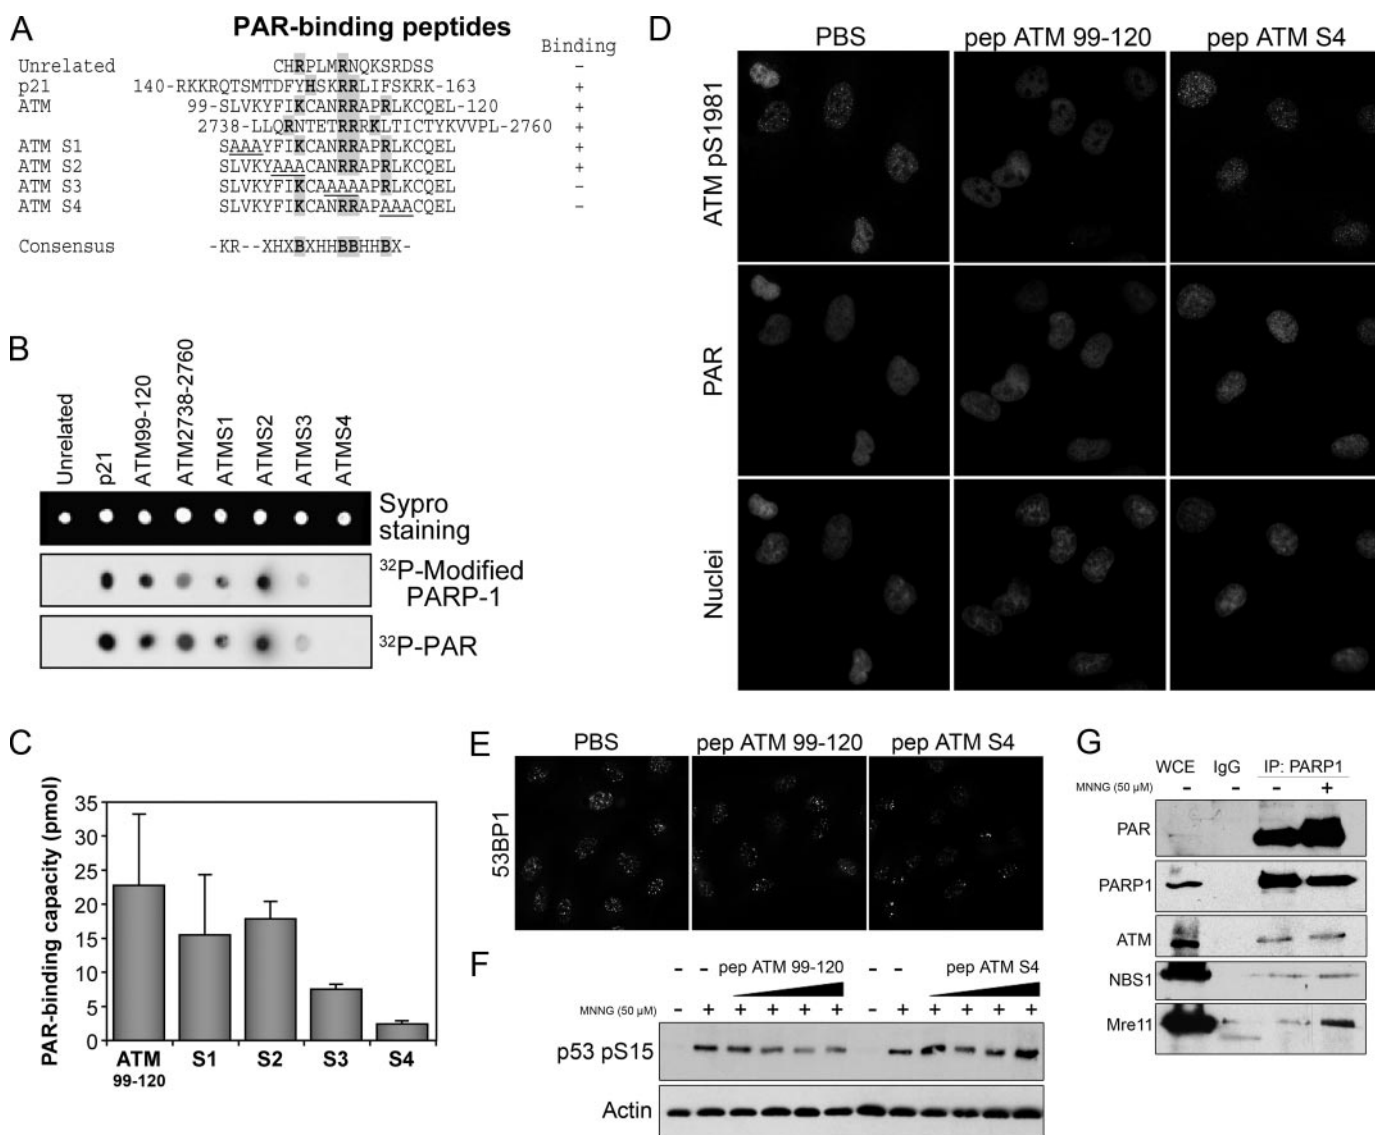 A
PAR-binding peptides
Binding
Unrelated CHRPLMRNQKSRDSS –
p21 140-RKKRQTSMTDFYHSKRRLIFSKRK-163 +
ATM 99-SLVKYFIKCANRRAPRLKCQEL-120 +
2738-LLQRNTETRRRKLTICTYKVVPL-2760 +
ATM S1 SAAAYFIKCANRRAPRLKCQEL +
ATM S2 SLVKYAAACANRRAPRLKCQEL +
ATM S3 SLVKYFIKCAAAAAPRLKCQEL –
ATM S4 SLVKYFIKCANRRAPAAACQEL –
Consensus -KR--XHXBXHHBBHHBX-
B
Unrelated
p21
ATM99-120
ATM2738-2760
ATMS1
ATMS2
ATMS3
ATMS4
Sypro
staining
32P-Modified
PARP-1
32P-PAR
C
PAR-binding capacity (pmol)
35
30
25
20
15
10
5
0
ATM S1 S2 S3 S4
99-120
D
PBS pep ATM 99-120 pep ATM S4
ATM pS1981
PAR
Nuclei
E
PBS pep ATM 99-120 pep ATM S4
53BP1
F
- - pep ATM 99-120 - - pep ATM S4
MNNG (50 µM) - + + + + + - + + + + +
p53 pS15
Actin
G
WCE IgG IP: PARP1
MNNG (50 µM) - - - +
PAR
PARP1
ATM
NBS1
Mre11